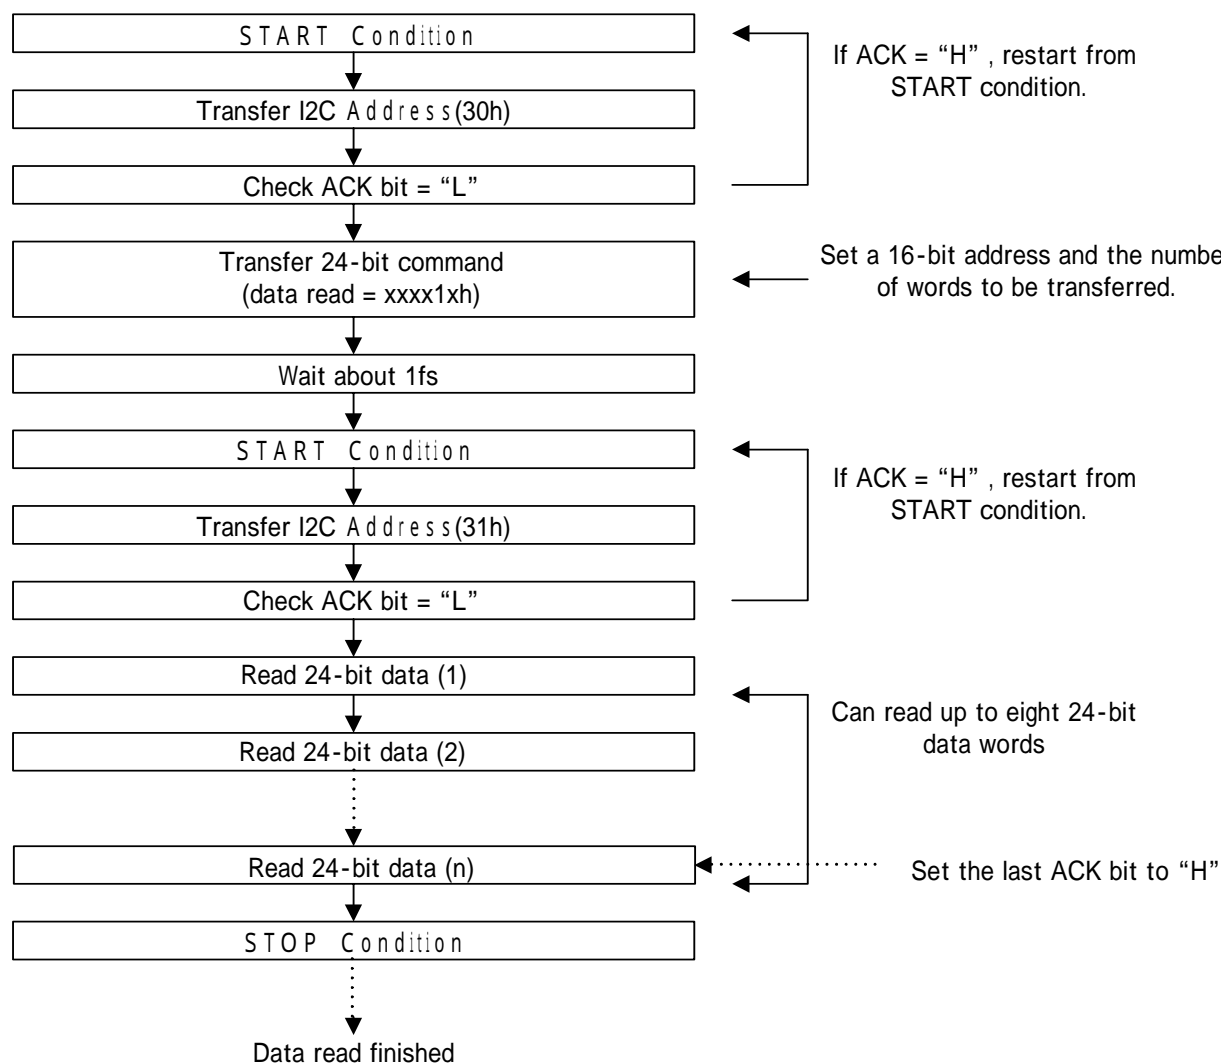 START Condition
If ACK = “H” , restart from
START condition.
Transfer I2C Address(30h)
Check ACK bit = “L”
Transfer 24-bit command
(data read = xxxx1xh)
Set a 16-bit address and the numbe
of words to be transferred.
Wait about 1fs
START Condition
If ACK = “H” , restart from
START condition.
Transfer I2C Address(31h)
Check ACK bit = “L”
Read 24-bit data (1)
Can read up to eight 24-bit
data words
Read 24-bit data (2)
Read 24-bit data (n)
Set the last ACK bit to “H”
STOP Condition
Data read finished